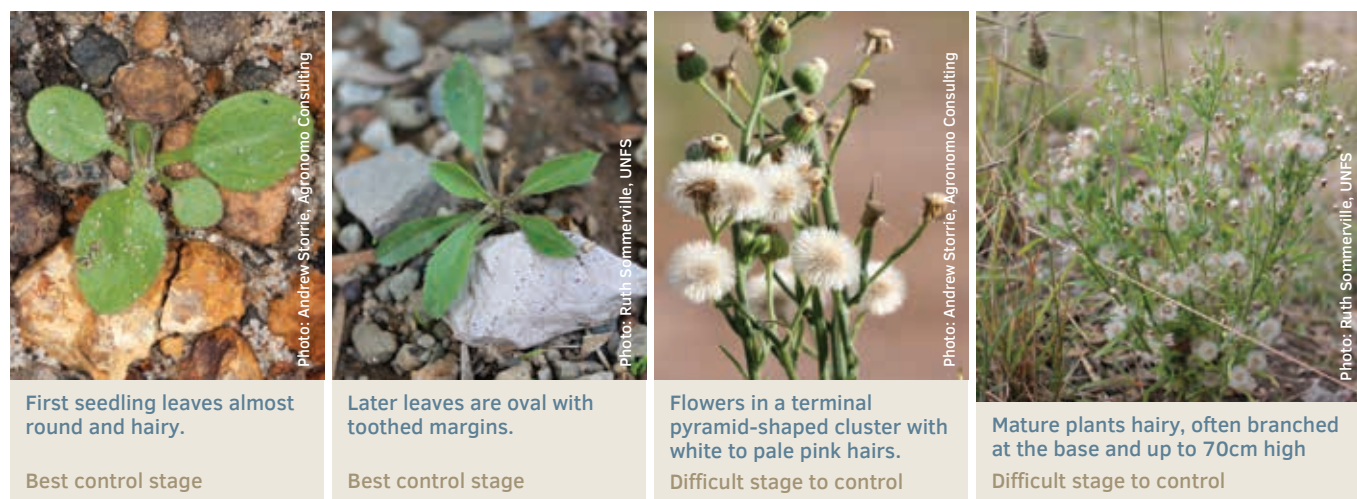 Photo: Andrew Storrie, Agronomo Consulting
First seedling leaves almost
round and hairy.
Best control stage
Photo: Ruth Sommerville, UNFS
Later leaves are oval with
toothed margins.
Best control stage
Photo: Andrew Storrie, Agronomo Consulting
Flowers in a terminal
pyramid-shaped cluster with
white to pale pink hairs.
Difficult stage to control
Photo: Ruth Sommerville, UNFS
Mature plants hairy, often branched
at the base and up to 70cm high
Difficult stage to control